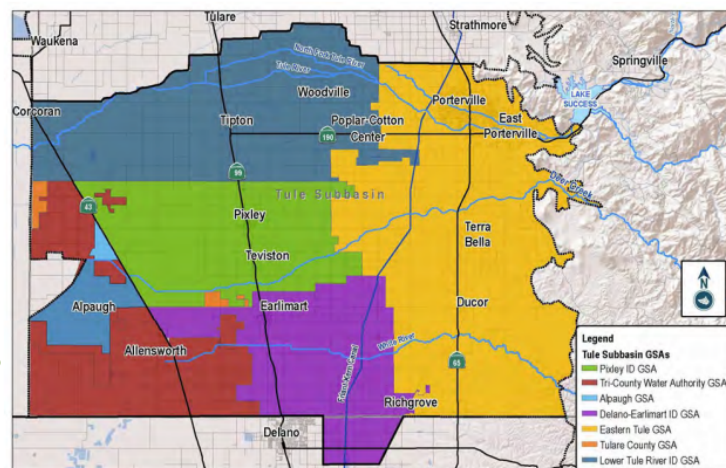 Tulare
Strathmore
Waukena
Springville
North Fork Tule River
Tule River
LAKE
SUCCESS
Woodville
Porterville
Corcoran
Tipton
Poplar-Cotton
Center
East
Porterville
190
99
Deer Creek
Tule Subbasin
43
Pixley
Terra
Bella
Teviston
N
Alpaugh
Earlimart
Ducor
Allensworth
White River
65
Friant-Kern Canal
Richgrove
Delano
Legend
Tule Subbasin GSAs
Pixley ID GSA
Tri-County Water Authority GSA
Alpaugh GSA
Delano-Earlimart ID GSA
Eastern Tule GSA
Tulare County GSA
Lower Tule River ID GSA